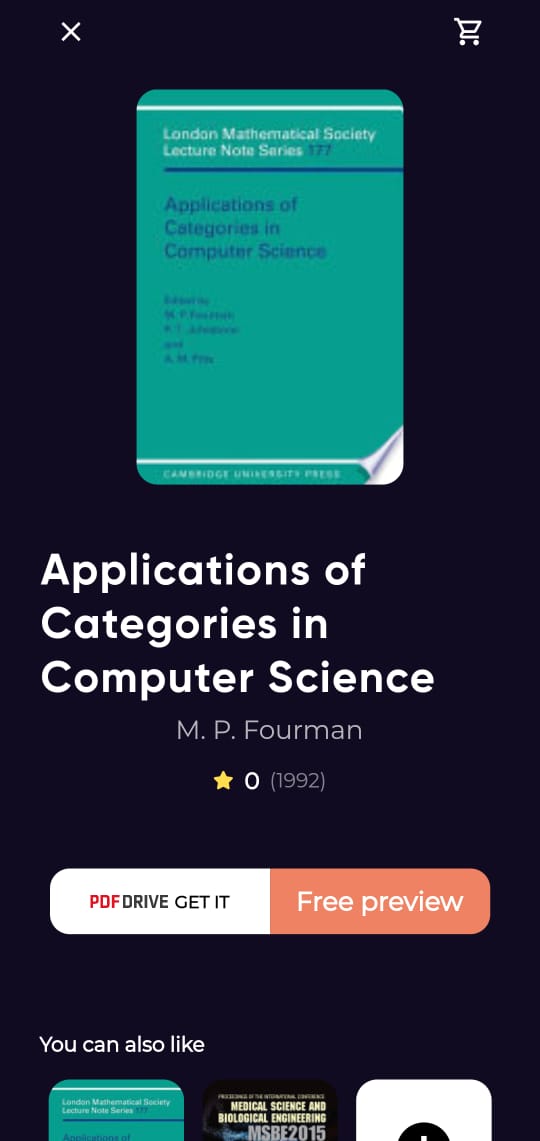 London Mathematical Society
Lecture Note Series 177
Applications of
Categories in
Computer Science
Edited by
M. P. Fourman
P. T. Johnstone
and
A. M. Pitts
CAMBRIDGE UNIVERSITY PRESS
Applications of
Categories in
Computer Science
M. P. Fourman
0 (1992)
PDFDRIVE GET IT
Free preview
You can also like
London Mathematical Society
Lecture Note Series 177
Applications of
PROCEEDINGS OF THE INTERNATIONAL CONFERENCE
MEDICAL SCIENCE AND
BIOLOGICAL ENGINEERING
MSBE2015